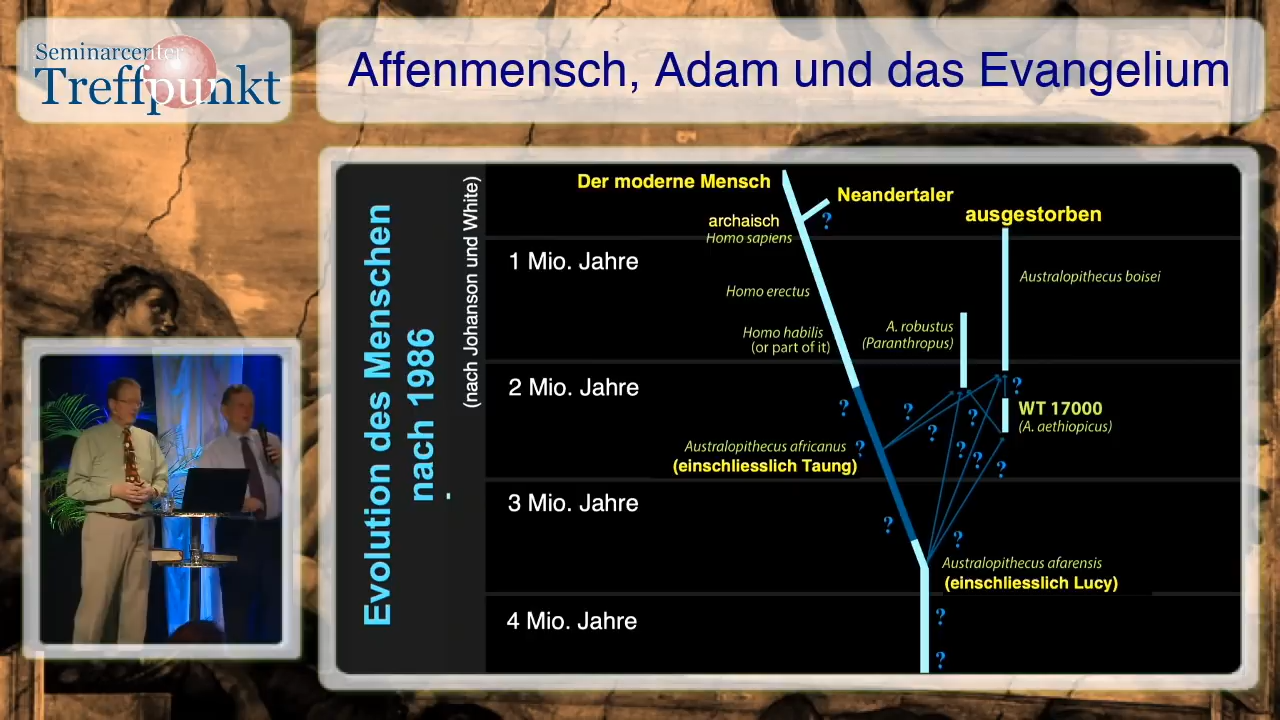 Seminarcenter
Treffpunkt
Affenmensch, Adam und das Evangelium
Evolution des Menschen
nach 1986
(nach Johanson und White)
Der moderne Mensch
Neandertaler
?
ausgestorben
archaisch
Homo sapiens
1 Mio. Jahre
Australopithecus boisei
Homo erectus
Homo habilis
(or part of it)
A. robustus
(Paranthropus)
2 Mio. Jahre
?
?
?
?
?
WT 17000
(A. aethiopicus)
Australopithecus africanus
?
(einschliesslich Taung)
?
?
?
3 Mio. Jahre
?
?
Australopithecus afarensis
(einschliesslich Lucy)
4 Mio. Jahre
?
?